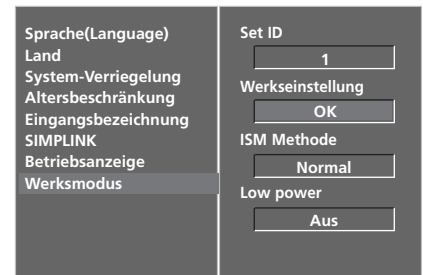 Sprache(Language)
Land
System-Verriegelung
Altersbeschränkung
Eingangsbezeichnung
SIMPLINK
Betriebsanzeige
Werksmodus
Set ID
1
Werkseinstellung
OK
ISM Methode
Normal
Low power
Aus